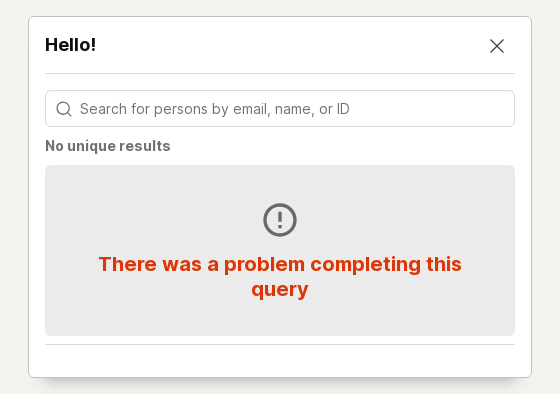 Hello!
Search for persons by email, name, or ID
No unique results
There was a problem completing this
query